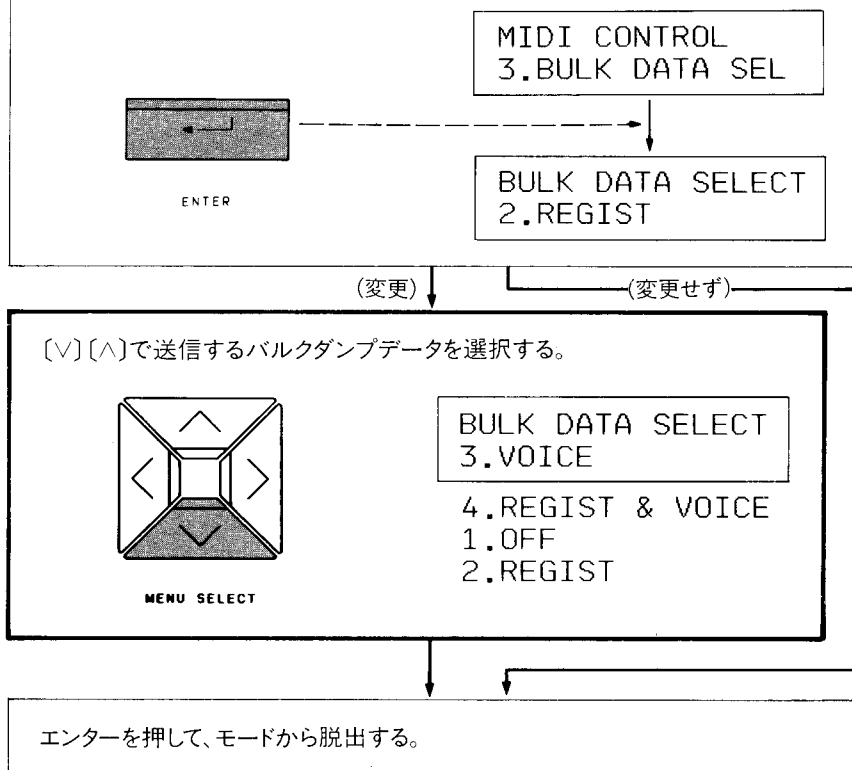 MIDI CONTROL
3.BULK DATA SEL
ENTER
BULK DATA SELECT
2.REGIST
(変更)
(変更せず)
〔∨〕〔∧〕で送信するバルクダンプデータを選択する。
BULK DATA SELECT
3.VOICE
4.REGIST & VOICE
1.OFF
2.REGIST
MENU SELECT
エンターを押して、モードから脱出する。